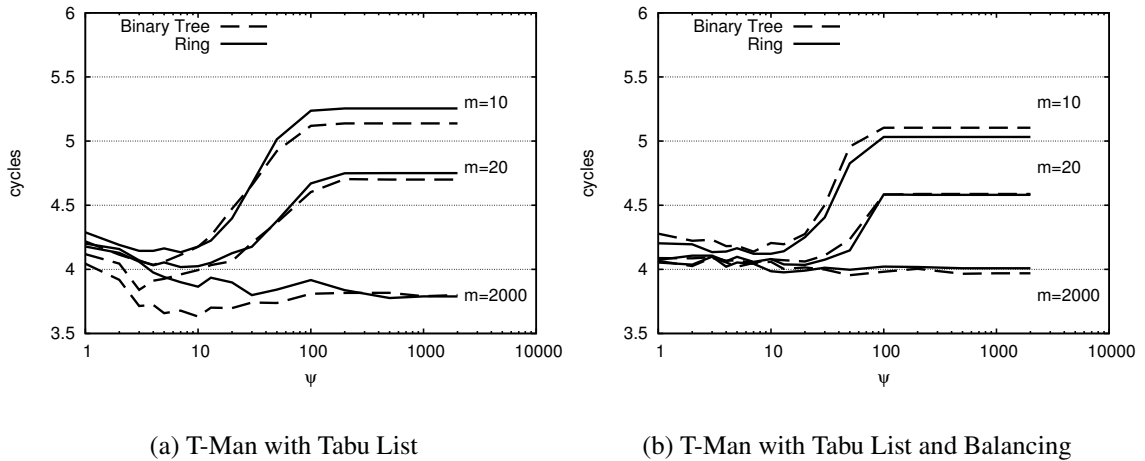 6
5.5
5
4.5
4
3.5
cycles
1
10
100
1000
10000
ψ
Binary Tree
Ring
m=10
m=20
m=2000
(a) T-Man with Tabu List
6
5.5
5
4.5
4
3.5
cycles
1
10
100
1000
10000
ψ
Binary Tree
Ring
m=10
m=20
m=2000
(b) T-Man with Tabu List and Balancing